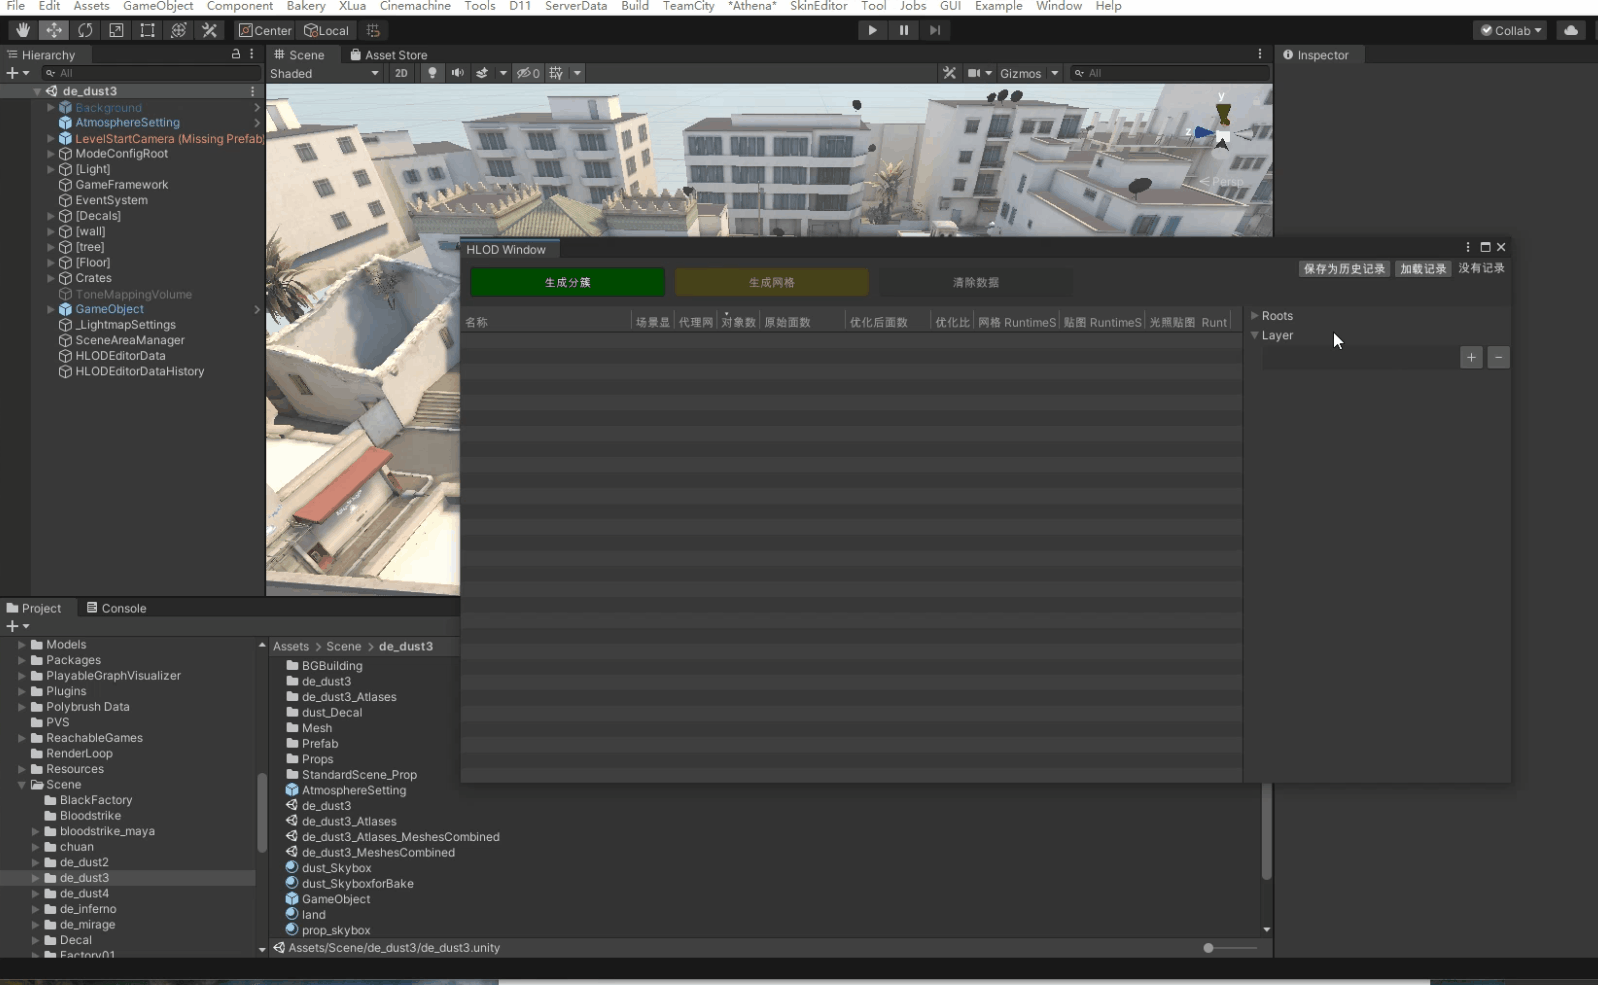 File Edit Assets GameObject Component Bakery XLua Cinemachine Tools D11 ServerData Build TeamCity *Athena* SkinEditor Tool Jobs GUI Example Window Help
Center Local Collab
Hierarchy
All
de_dust3
Background
AtmosphereSetting
LevelStartCamera (Missing Prefab)
ModeConfigRoot
[Light]
GameFramework
EventSystem
[Decals]
[wall]
[tree]
[Floor]
Crates
ToneMappingVolume
GameObject
_LightmapSettings
SceneAreaManager
HLODEditorData
HLODEditorDataHistory
Scene Asset Store
Shaded 2D 0 Gizmos All
y
z
Persp
Inspector
HLOD Window
生成分簇 生成网格 清除数据
保存为历史记录 加载记录 没有记录
名称 场景显 代理网 对象数 原始面数 优化后面数 优化比 网格 RuntimeS 贴图 RuntimeS 光照贴图 Runt
Roots
Layer
+ -
Project Console
Models
Packages
PlayableGraphVisualizer
Plugins
Polybrush Data
PVS
ReachableGames
RenderLoop
Resources
Scene
BlackFactory
Bloodstrike
bloodstrike_maya
chuan
de_dust2
de_dust3
de_dust4
de_inferno
de_mirage
Decal
Factory01
Assets > Scene > de_dust3
BGBuilding
de_dust3
de_dust3_Atlases
dust_Decal
Mesh
Prefab
Props
StandardScene_Prop
AtmosphereSetting
de_dust3
de_dust3_Atlases
de_dust3_Atlases_MeshesCombined
de_dust3_MeshesCombined
dust_Skybox
dust_SkyboxforBake
GameObject
land
prop_skybox
Assets/Scene/de_dust3/de_dust3.unity